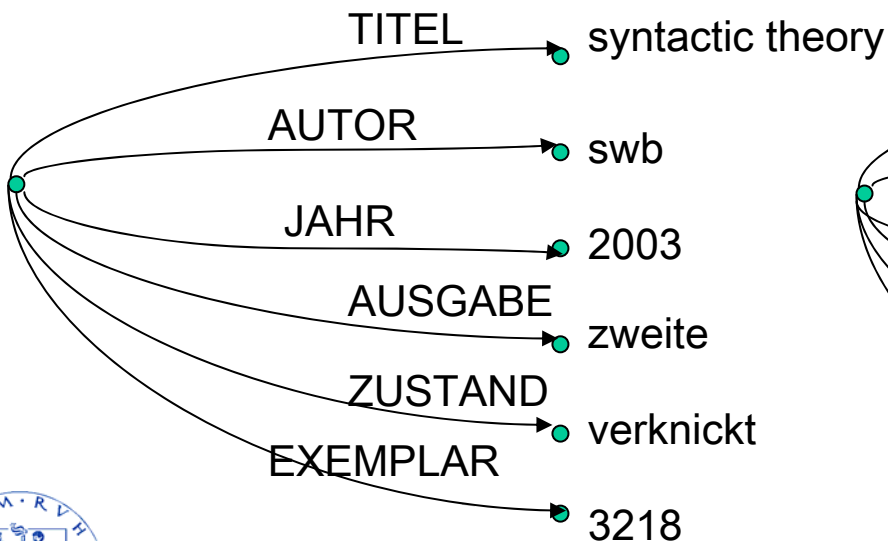 TITEL
syntactic theory
AUTOR
swb
JAHR
2003
AUSGABE
zweite
ZUSTAND
verknickt
EXEMPLAR
3218
M · R V H